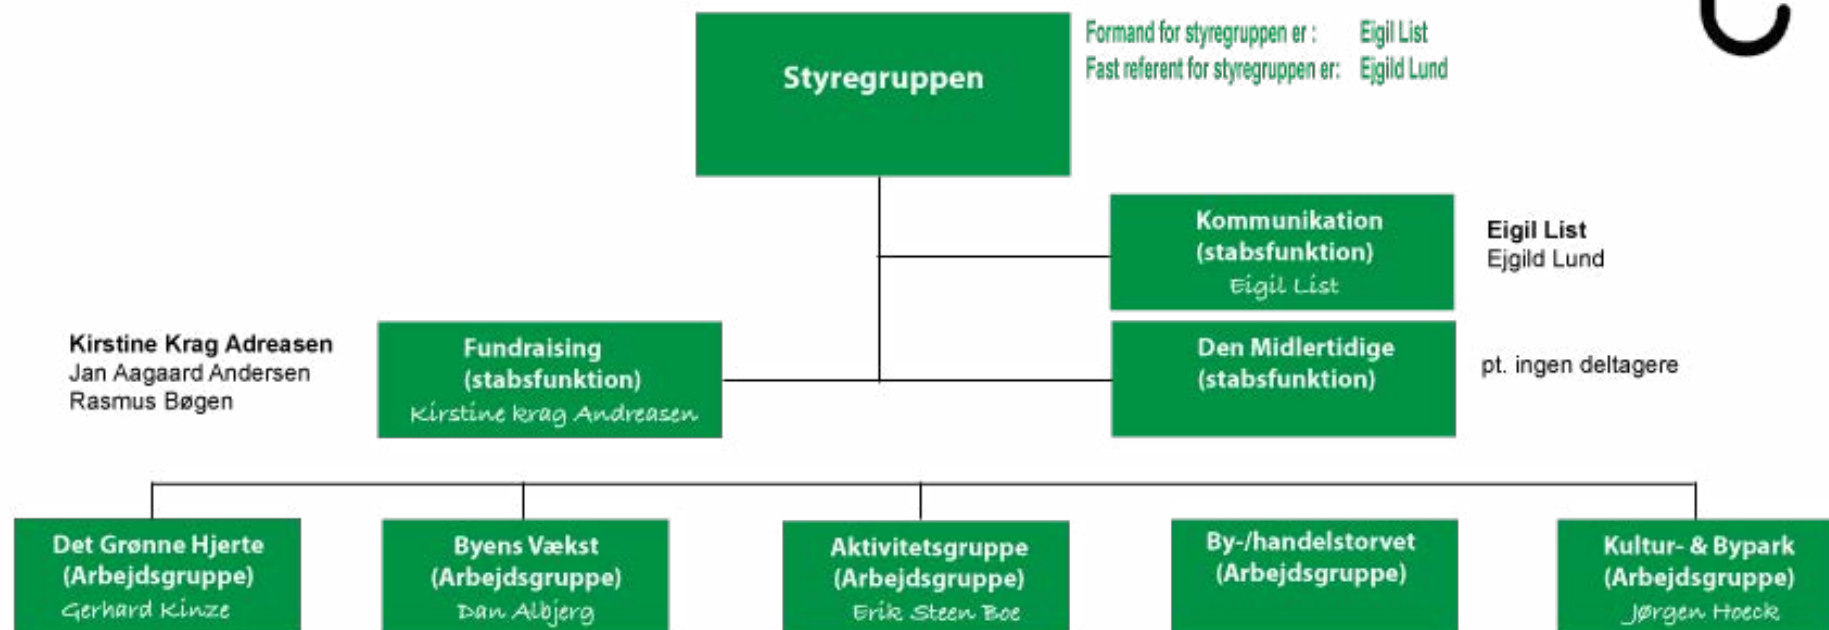 Styregruppen
Formand for styregruppen er : Eigil List
Fast referent for styregruppen er: Ejgild Lund
Kommunikation
(stabsfunktion)
Eigil List
Eigil List
Ejgild Lund
Kirstine Krag Adreasen
Jan Aagaard Andersen
Rasmus Bøgen
Fundraising
(stabsfunktion)
Kirstine krag Andreasen
Den Midlertidige
(stabsfunktion)
pt. ingen deltagere
Det Grønne Hjerte
(Arbejdsgruppe)
Gerhard Kinze
Byens Vækst
(Arbejdsgruppe)
Dan Albjerg
Aktivitetsgruppe
(Arbejdsgruppe)
Erik Steen Boe
By-/handelstorvet
(Arbejdsgruppe)
Kultur- & Bypark
(Arbejdsgruppe)
Jørgen Hoeck